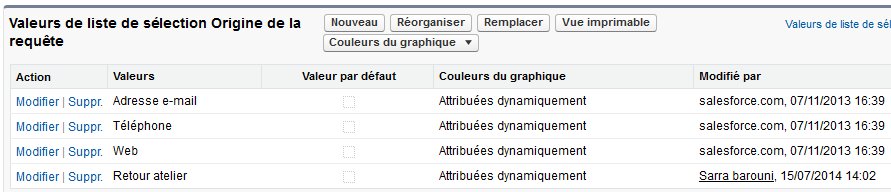 Valeurs de liste de sélection Origine de la Nouveau Réorganiser Remplacer Vue imprimable Valeurs de liste de
requête Couleurs du graphique
Action Valeurs Valeur par défaut Couleurs du graphique Modifié par
Modifier | Suppr. Adresse e-mail Attribuées dynamiquement salesforce.com, 07/11/2013 16:39
Modifier | Suppr. Téléphone Attribuées dynamiquement salesforce.com, 07/11/2013 16:39
Modifier | Suppr. Web Attribuées dynamiquement salesforce.com, 07/11/2013 16:39
Modifier | Suppr. Retour atelier Attribuées dynamiquement Sarra barouni, 15/07/2014 14:02